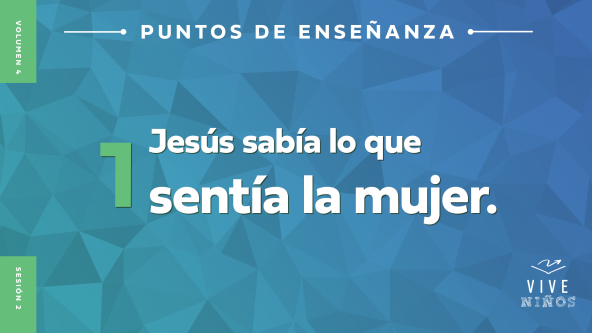 VOLUMEN 4
PUNTOS DE ENSEÑANZA
1
Jesús sabía lo que
sentía la mujer.
SESIÓN 2
VIVE
NIÑOS